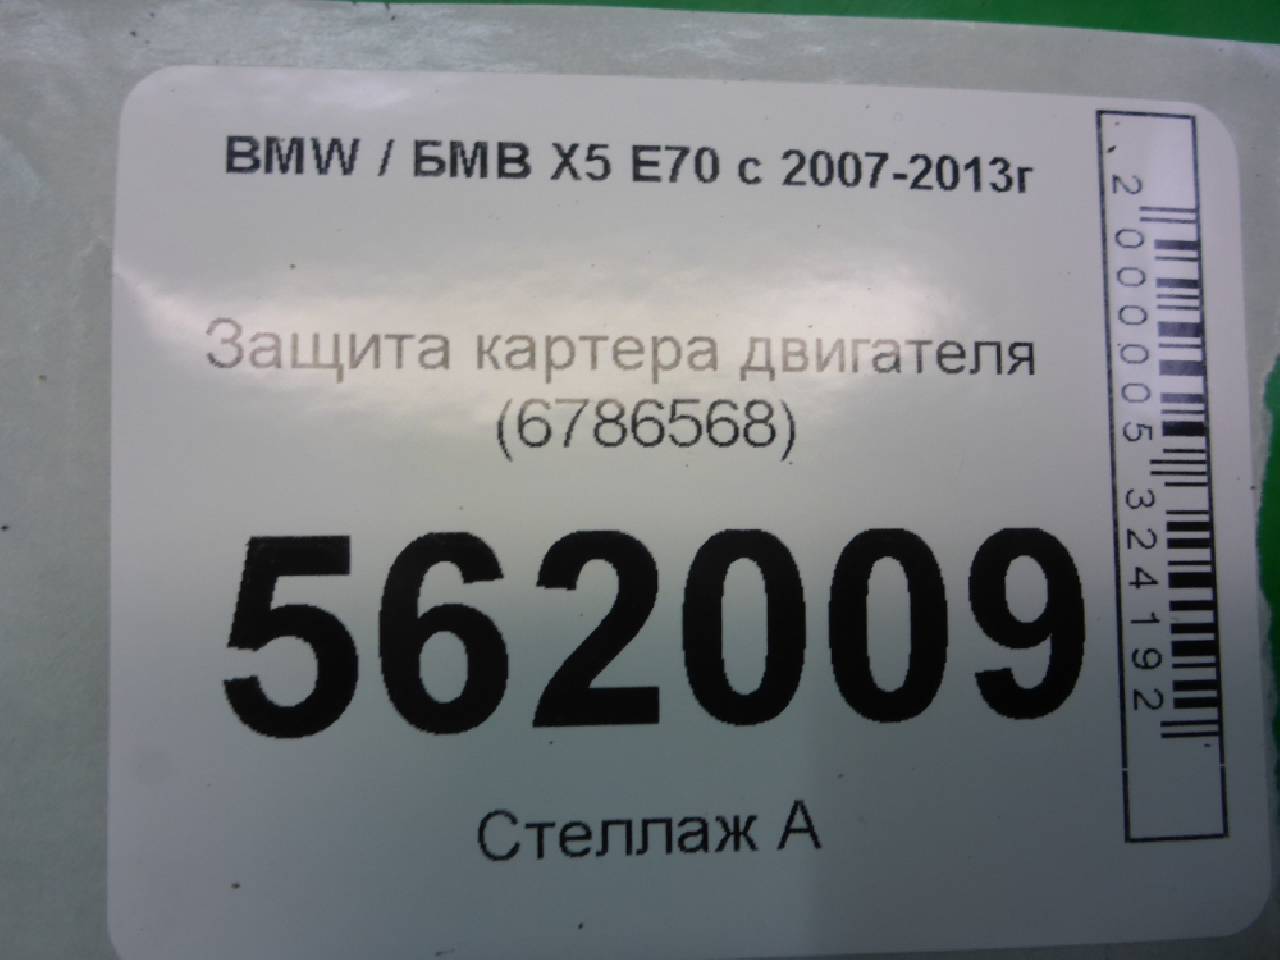 BMW / БМВ X5 E70 с 2007-2013г
Защита картера двигателя
(6786568)
562009
Стеллаж А
2000005324192